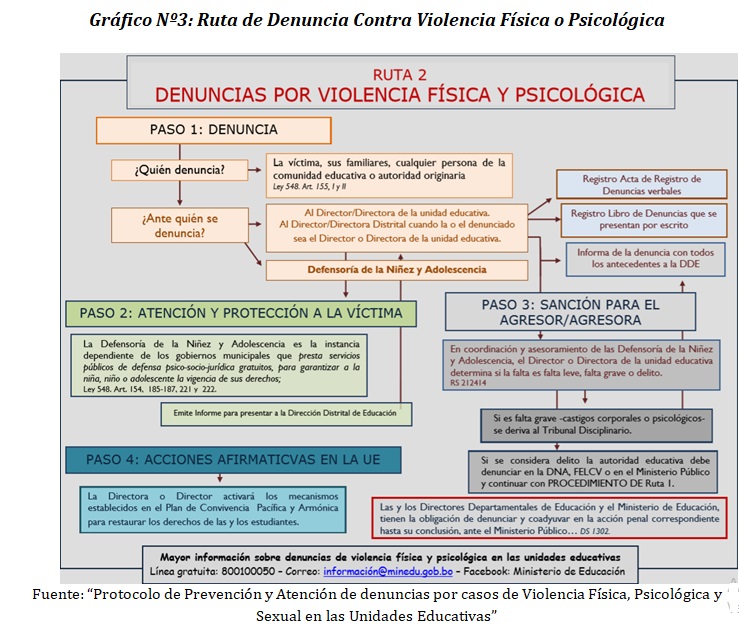 Gráfico Nº3: Ruta de Denuncia Contra Violencia Física o Psicológica
RUTA 2
DENUNCIAS POR VIOLENCIA FÍSICA Y PSICOLÓGICA
PASO 1: DENUNCIA
¿Quién denuncia?
La víctima, sus familiares, cualquier persona de la
comunidad educativa o autoridad originaria
Ley 548. Art. 155, I y II
¿Ante quién se
denuncia?
Al Director/Directora de la unidad educativa.
Al Director/Directora Distrital cuando la o el denunciado
sea el Director o Directora de la unidad educativa.
Defensoría de la Niñez y Adolescencia
Registro Acta de Registro de
Denuncias verbales
Registro Libro de Denuncias que se
presentan por escrito
Informa de la denuncia con todos
los antecedentes a la DDE
PASO 2: ATENCIÓN Y PROTECCIÓN A LA VÍCTIMA
La Defensoría de la Niñez y Adolescencia es la instancia
dependiente de los gobiernos municipales que presta servicios
públicos de defensa psico-socio-jurídica gratuitos, para garantizar a la
niña, niño o adolescente la vigencia de sus derechos;
Ley 548. Art. 154, 185-187, 221 y 222.
Emite Informe para presentar a la Dirección Distrital de Educación
PASO 3: SANCIÓN PARA EL
AGRESOR/AGRESORA
En coordinación y asesoramiento de las Defensoría de la Niñez
y Adolescencia, el Director o Directora de la unidad educativa
determina si la falta es falta leve, falta grave o delito.
RS 212414
Si es falta grave -castigos corporales o psicológicos-
se deriva al Tribunal Disciplinario.
Si se considera delito la autoridad educativa debe
denunciar en la DNA, FELCV o en el Ministerio Público
y continuar con PROCEDIMIENTO DE Ruta 1.
PASO 4: ACCIONES AFIRMATICVAS EN LA UE
La Directora o Director activará los mecanismos
establecidos en el Plan de Convivencia Pacífica y Armónica
para restaurar los derechos de las y los estudiantes.
Las y los Directores Departamentales de Educación y el Ministerio de Educación,
tienen la obligación de denunciar y coadyuvar en la acción penal correspondiente
hasta su conclusión, ante el Ministerio Público... DS 1302.
Mayor información sobre denuncias de violencia física y psicológica en las unidades educativas
Línea gratuita: 800100050 – Correo: información@minedu.gob.bo – Facebook: Ministerio de Educación
Fuente: “Protocolo de Prevención y Atención de denuncias por casos de Violencia Física, Psicológica y
Sexual en las Unidades Educativas”